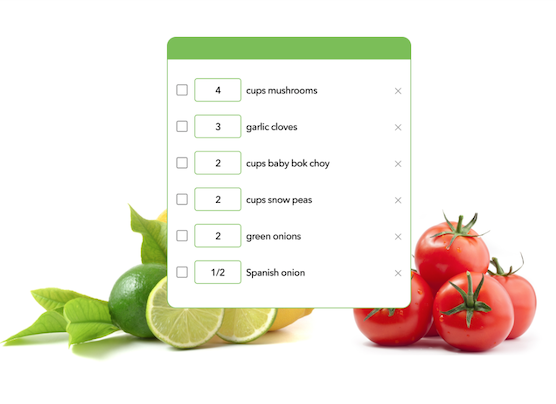 4 cups mushrooms
3 garlic cloves
2 cups baby bok choy
2 cups snow peas
2 green onions
1/2 Spanish onion